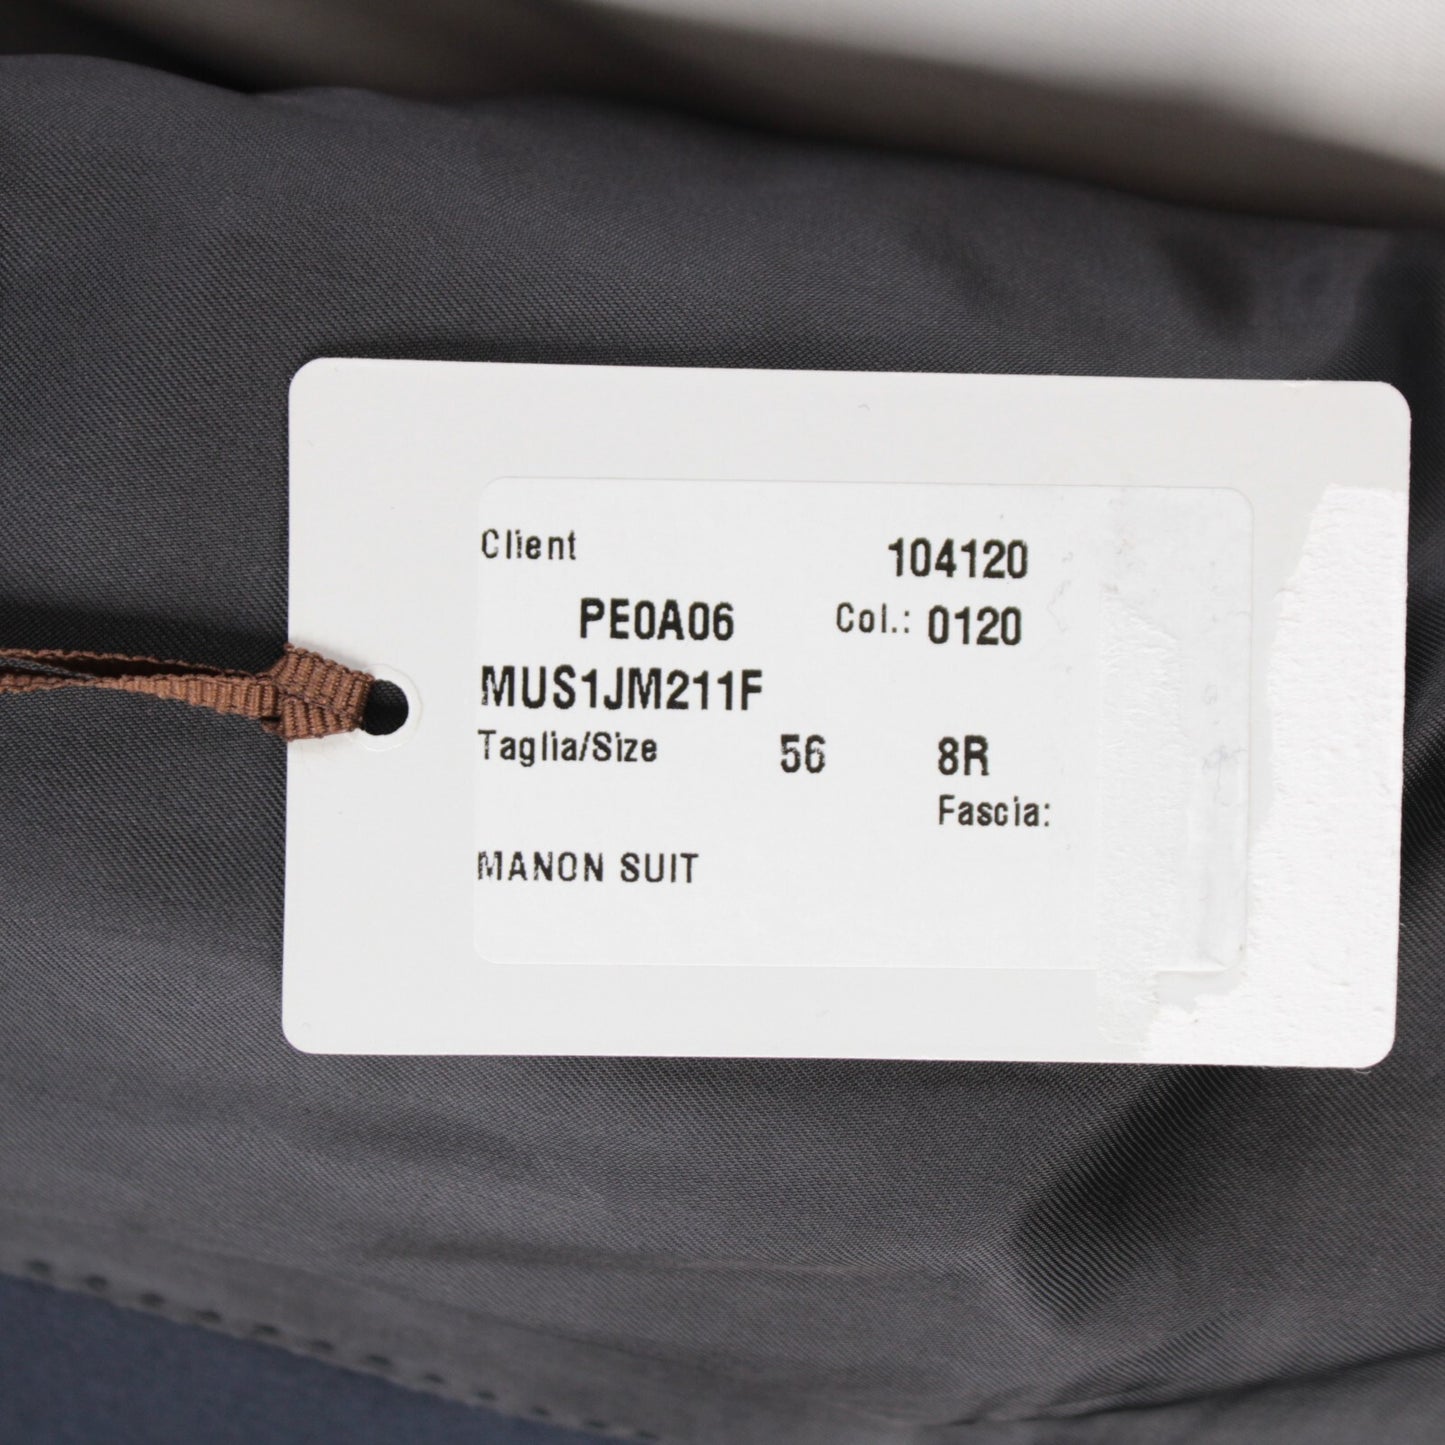 Client 104120
PE0A06 Col.: 0120
MUS1JM211F
Taglia/Size 56 8R
Fascia:
MANON SUIT